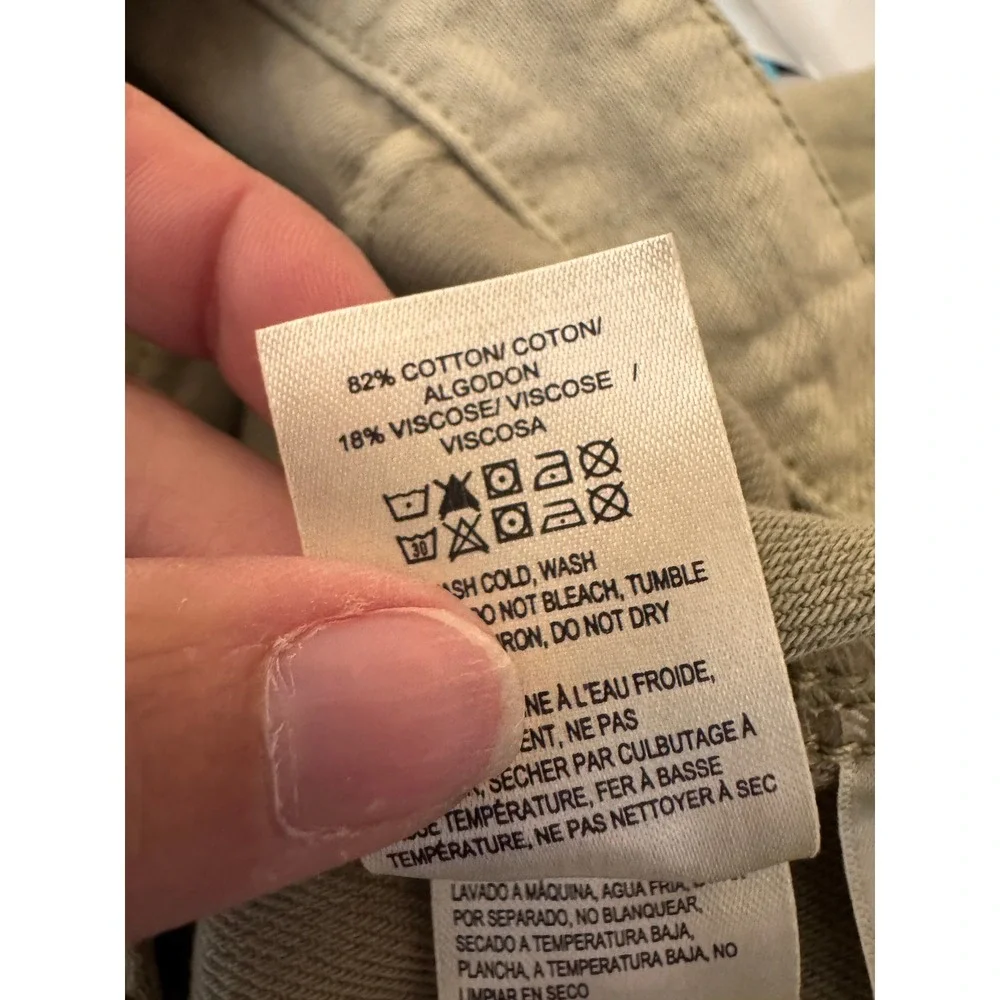 82% COTTON/ COTON/
ALGODON
18% VISCOSE/ VISCOSE /
VISCOSA
30
ASH COLD, WASH
DO NOT BLEACH, TUMBLE
IRON, DO NOT DRY
NE À L'EAU FROIDE,
ENT, NE PAS
SÉCHER PAR CULBUTAGE À
TEMPÉRATURE, FER À BASSE
TEMPÉRATURE, NE PAS NETTOYER À SEC
LAVADO A MÁQUINA, AGUA FRIA,
POR SEPARADO, NO BLANQUEAR,
SECADO A TEMPERATURA BAJA,
PLANCHA, A TEMPERATURA BAJA, NO
LIMPIAR EN SECO